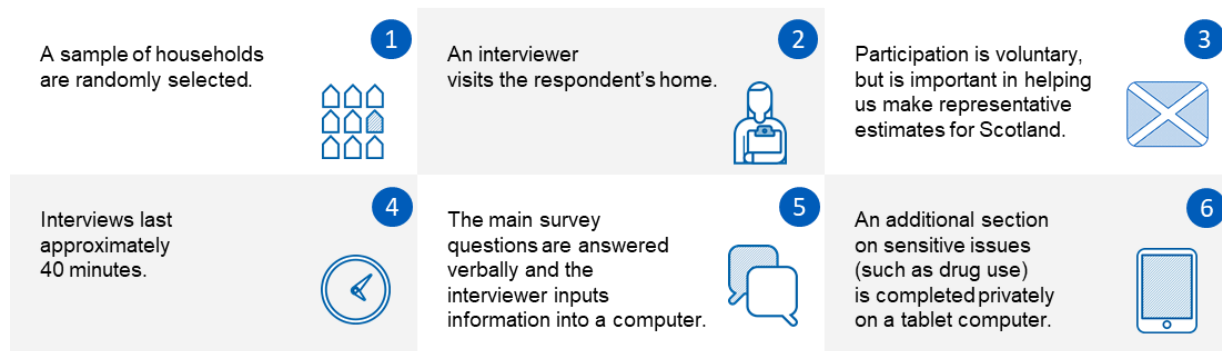 1
A sample of households
are randomly selected.
2
An interviewer
visits the respondent's home.
3
Participation is voluntary,
but is important in helping
us make representative
estimates for Scotland.
4
Interviews last
approximately
40 minutes.
5
The main survey
questions are answered
verbally and the
interviewer inputs
information into a computer.
6
An additional section
on sensitive issues
(such as drug use)
is completed privately
on a tablet computer.